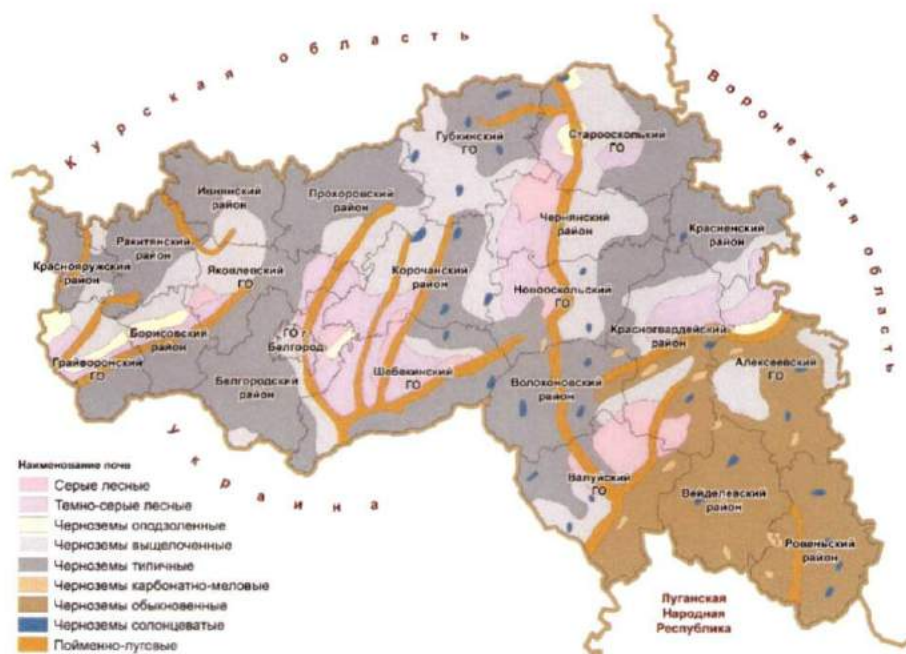 Курская область
Воронежская область
Губкинский
ГО
Старооскольский
ГО
Ивнянский
район
Прохоровский
район
Чернянский
район
Красненский
район
Ракитянский
район
Краснояружский
район
Яковлевский
ГО
Корочанский
район
Новооскольский
ГО
Борисовский
район
ГО г.
Белгород
Красногвардейский
район
Грайворонский
ГО
Шебекинский
ГО
Алексеевский
ГО
Белгородский
район
Волоконовский
район
Украина
Валуйский
ГО
Вейделевский
район
Ровеньский
район
Луганская
Народная
Республика
Наименование почв
Серые лесные
Темно-серые лесные
Черноземы оподзоленные
Черноземы выщелоченные
Черноземы типичные
Черноземы карбонатно-меловые
Черноземы обыкновенные
Черноземы солонцеватые
Пойменно-луговые